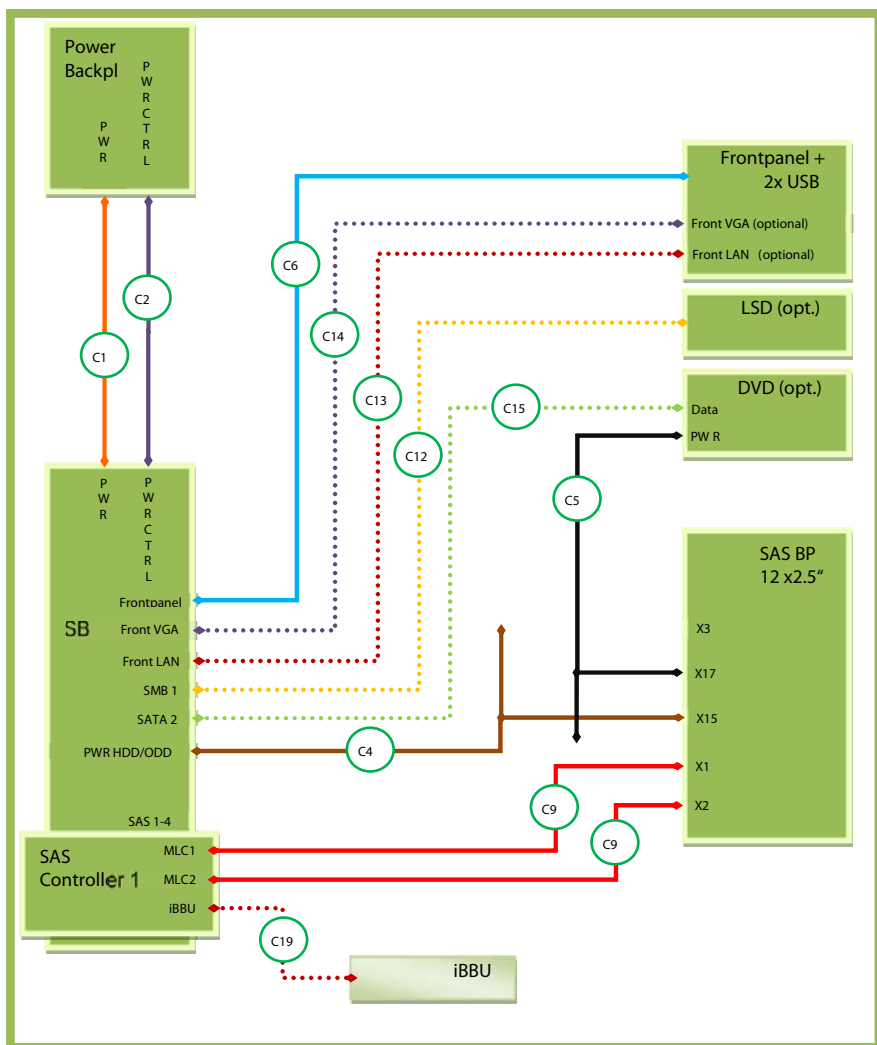 Power
Backpl
PWR
PWRCTRL
Frontpanel +
2x USB
Front VGA (optional)
Front LAN (optional)
C6
C2
C1
C14
LSD (opt.)
DVD (opt.)
Data
PW R
C15
C13
C12
C5
PWR
PWRCTRL
SB
Frontpanel
Front VGA
Front LAN
SMB 1
SATA 2
PWR HDD/ODD
SAS 1-4
C4
SAS BP
12 x2.5“
X3
X17
X15
X1
X2
C9
C9
SAS
Controller 1
MLC1
MLC2
iBBU
C19
iBBU